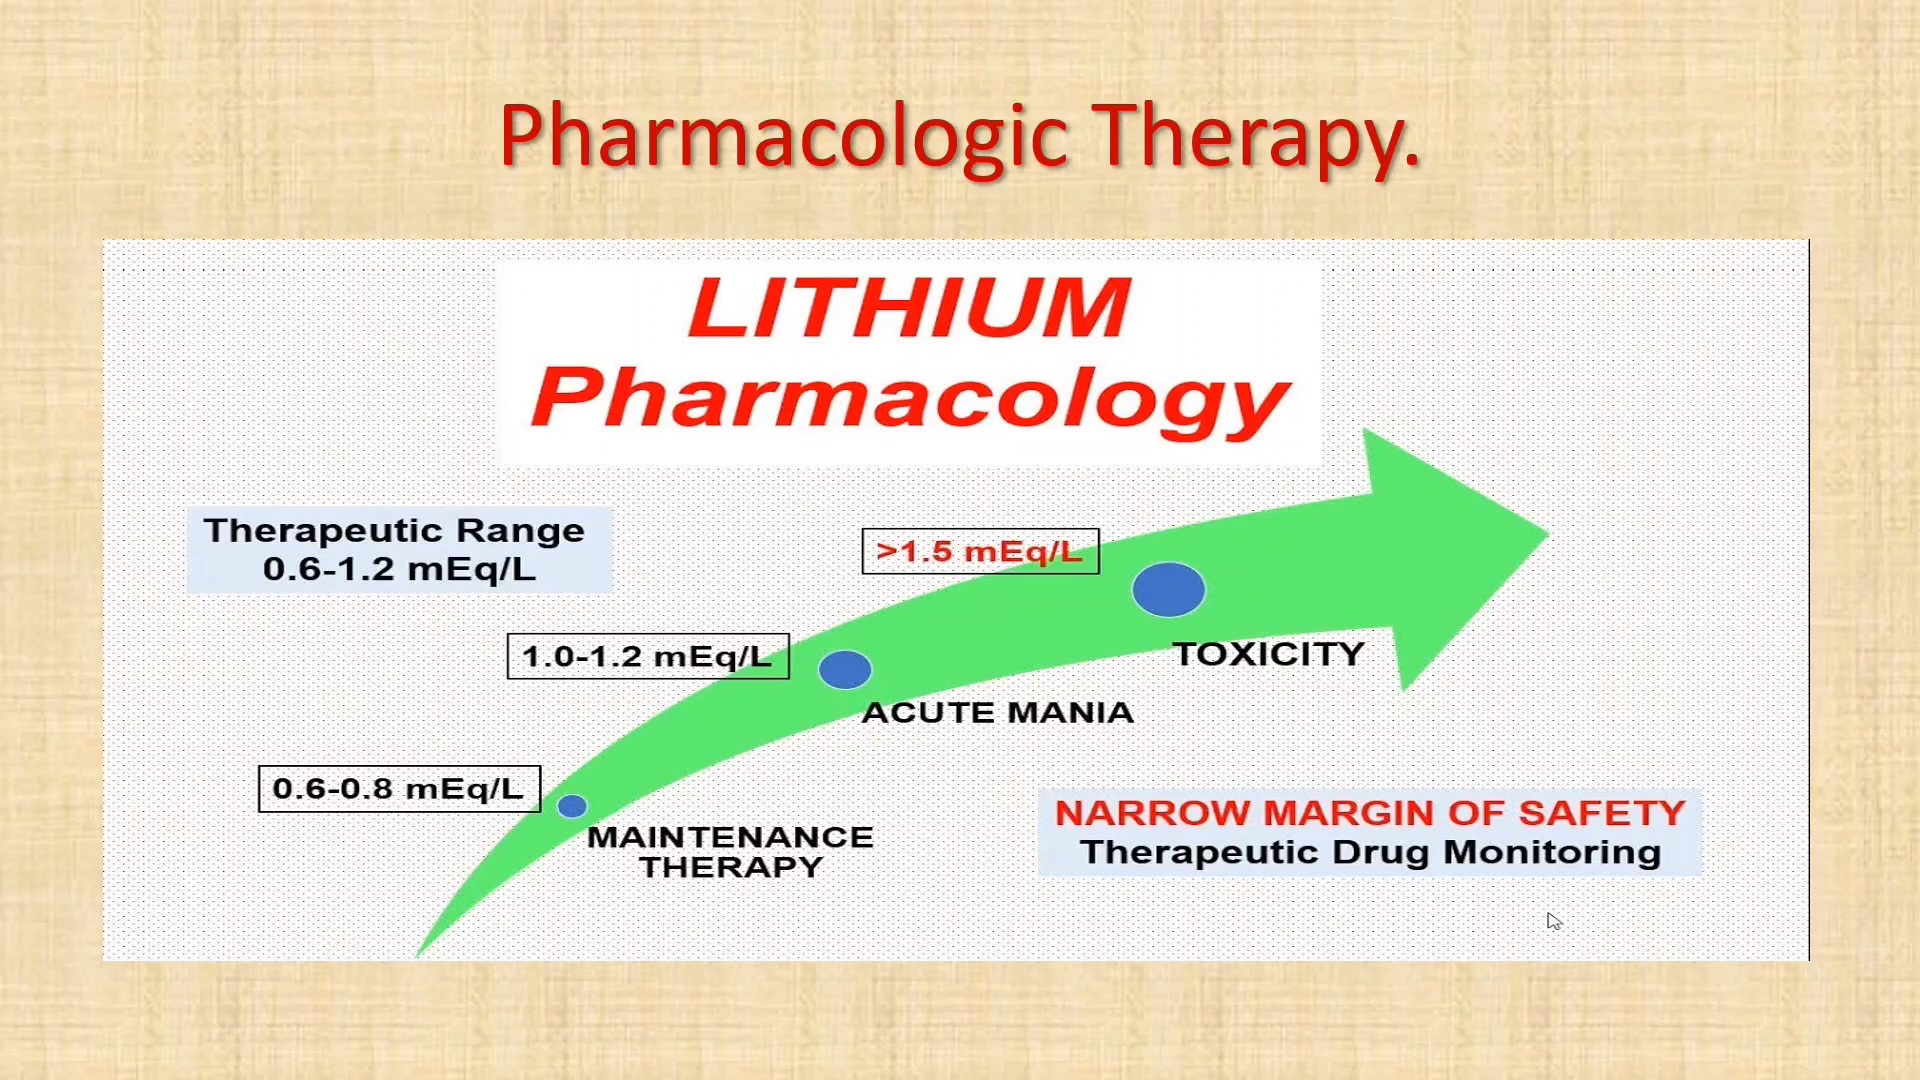 Pharmacologic Therapy.
LITHIUM
Pharmacology
Therapeutic Range
0.6-1.2 mEq/L
>1.5 mEq/L
TOXICITY
1.0-1.2 mEq/L
ACUTE MANIA
0.6-0.8 mEq/L
MAINTENANCE
THERAPY
NARROW MARGIN OF SAFETY
Therapeutic Drug Monitoring